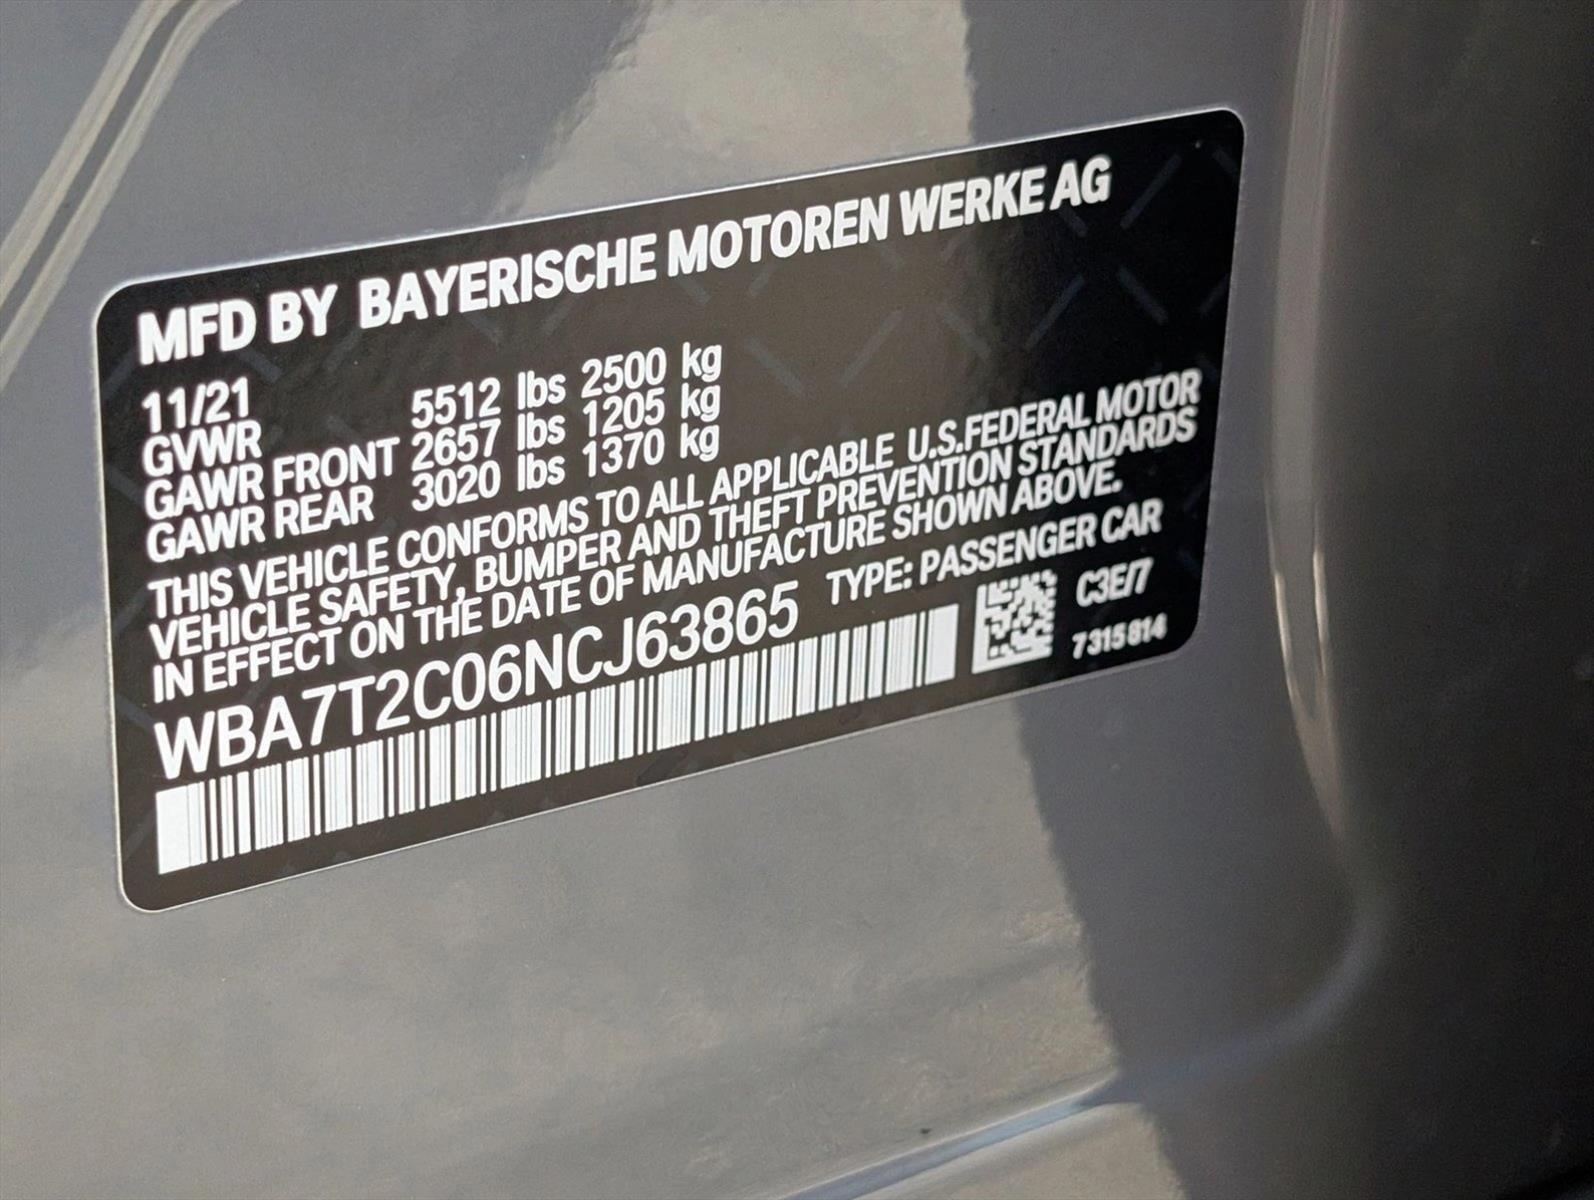 MFD BY BAYERISCHE MOTOREN WERKE AG
11/21
GVWR 5512 lbs 2500 kg
GAWR FRONT 2657 lbs 1205 kg
GAWR REAR 3020 lbs 1370 kg
THIS VEHICLE CONFORMS TO ALL APPLICABLE U.S.FEDERAL MOTOR
VEHICLE SAFETY, BUMPER AND THEFT PREVENTION STANDARDS
IN EFFECT ON THE DATE OF MANUFACTURE SHOWN ABOVE.
WBA7T2C06NCJ63865 TYPE: PASSENGER CAR
C3E/7
7315814